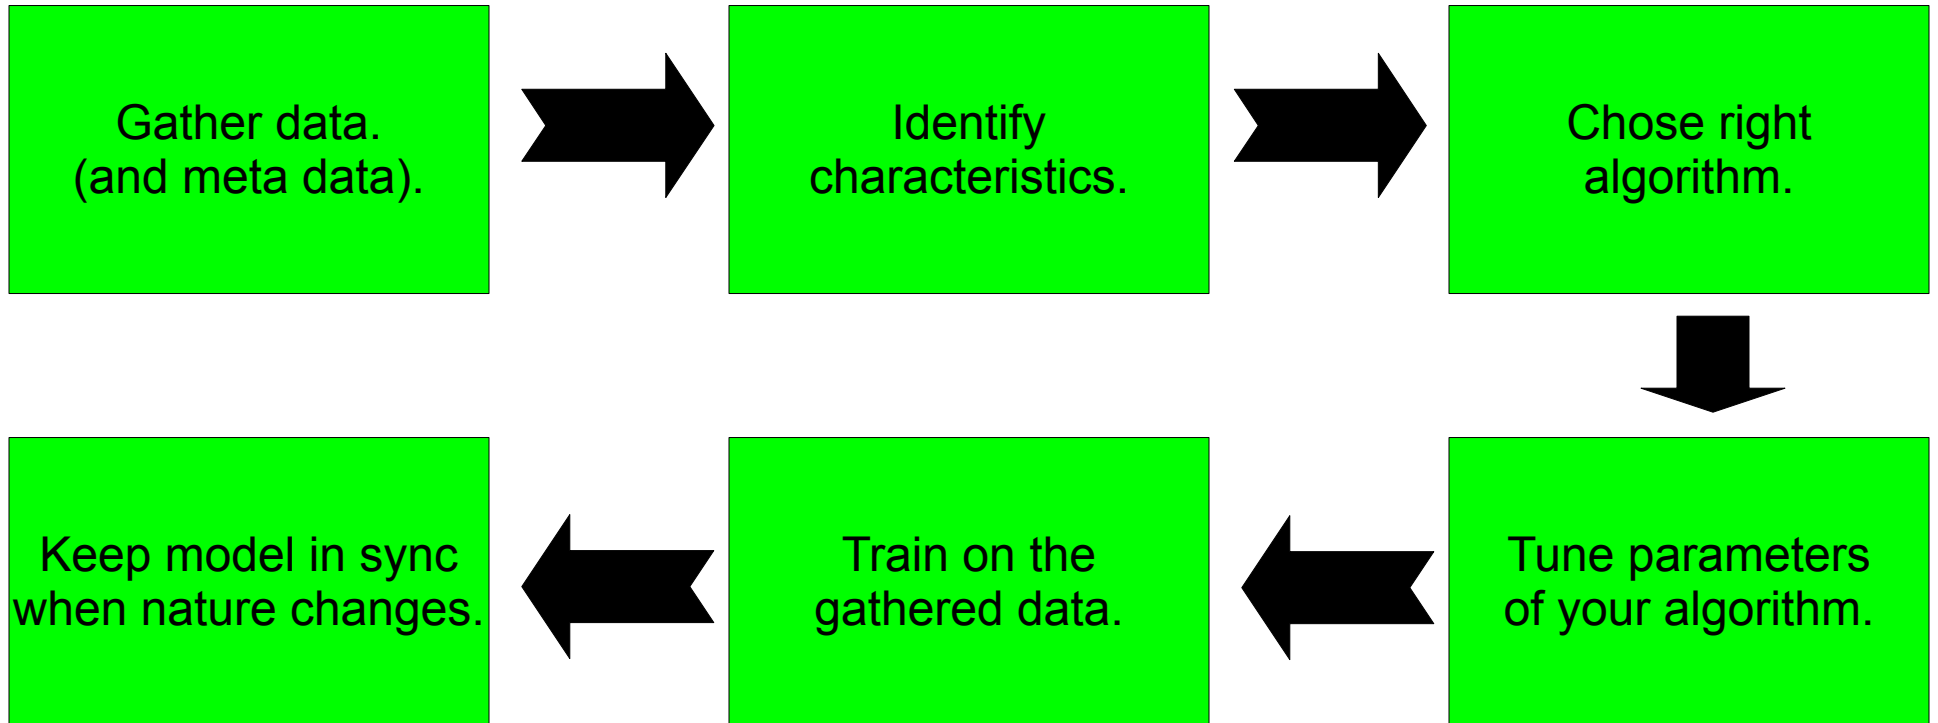 Gather data.
(and meta data).
Identify
characteristics.
Chose right
algorithm.
Tune parameters
of your algorithm.
Train on the
gathered data.
Keep model in sync
when nature changes.